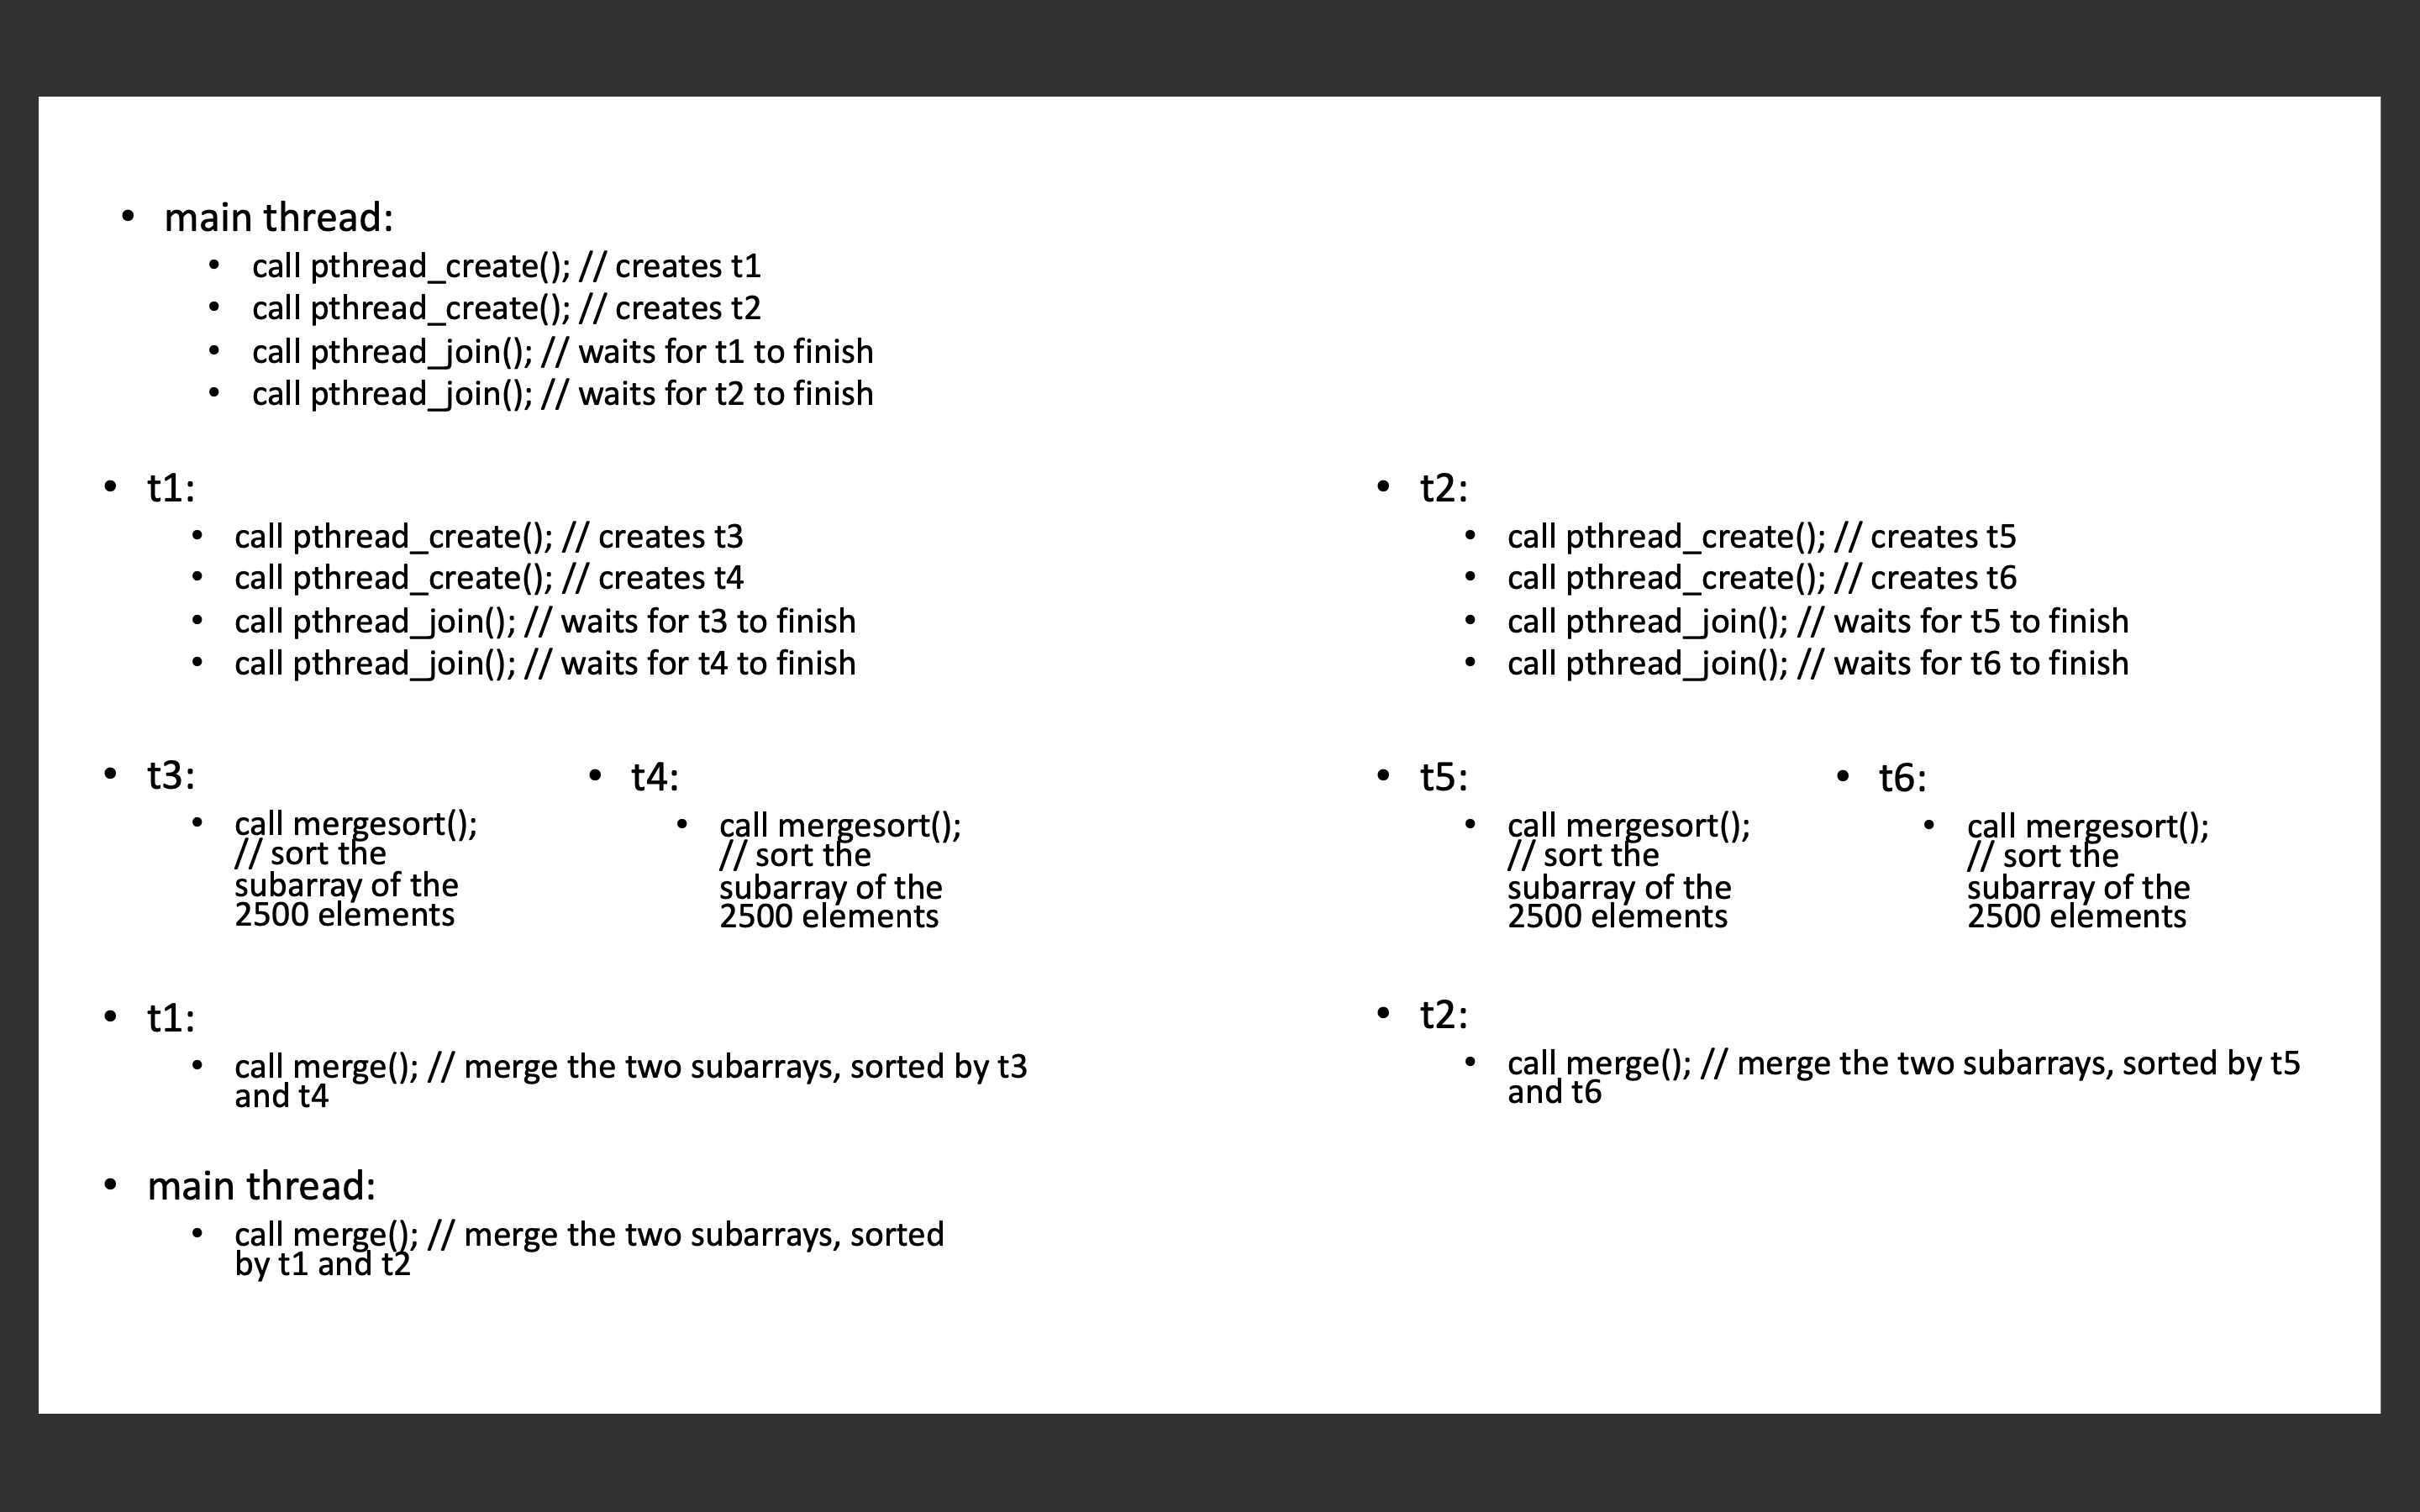 • main thread:
• call pthread_create(); // creates t1
• call pthread_create(); // creates t2
• call pthread_join(); // waits for t1 to finish
• call pthread_join(); // waits for t2 to finish
• t1:
• call pthread_create(); // creates t3
• call pthread_create(); // creates t4
• call pthread_join(); // waits for t3 to finish
• call pthread_join(); // waits for t4 to finish
• t2:
• call pthread_create(); // creates t5
• call pthread_create(); // creates t6
• call pthread_join(); // waits for t5 to finish
• call pthread_join(); // waits for t6 to finish
• t3:
• call mergesort();
// sort the
subarray of the
2500 elements
• t4:
• call mergesort();
// sort the
subarray of the
2500 elements
• t5:
• call mergesort();
// sort the
subarray of the
2500 elements
• t6:
• call mergesort();
// sort the
subarray of the
2500 elements
• t1:
• call merge(); // merge the two subarrays, sorted by t3
and t4
• t2:
• call merge(); // merge the two subarrays, sorted by t5
and t6
• main thread:
• call merge(); // merge the two subarrays, sorted
by t1 and t2